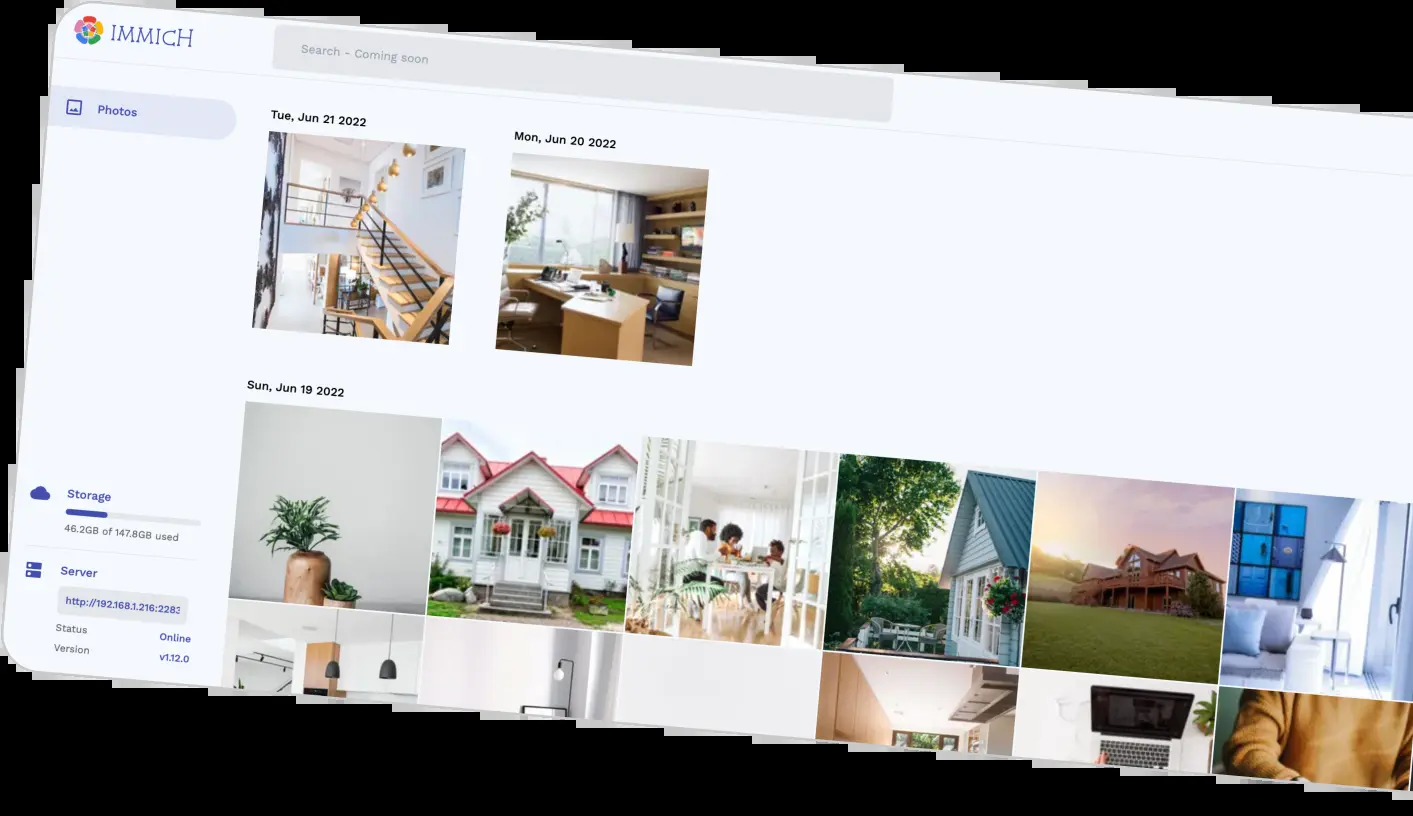 IMMICH
Search - Coming soon
Photos
Tue, Jun 21 2022
Mon, Jun 20 2022
Sun, Jun 19 2022
Storage
46.2GB of 147.8GB used
Server
http://192.168.1.216:2283
Status Online
Version v1.12.0